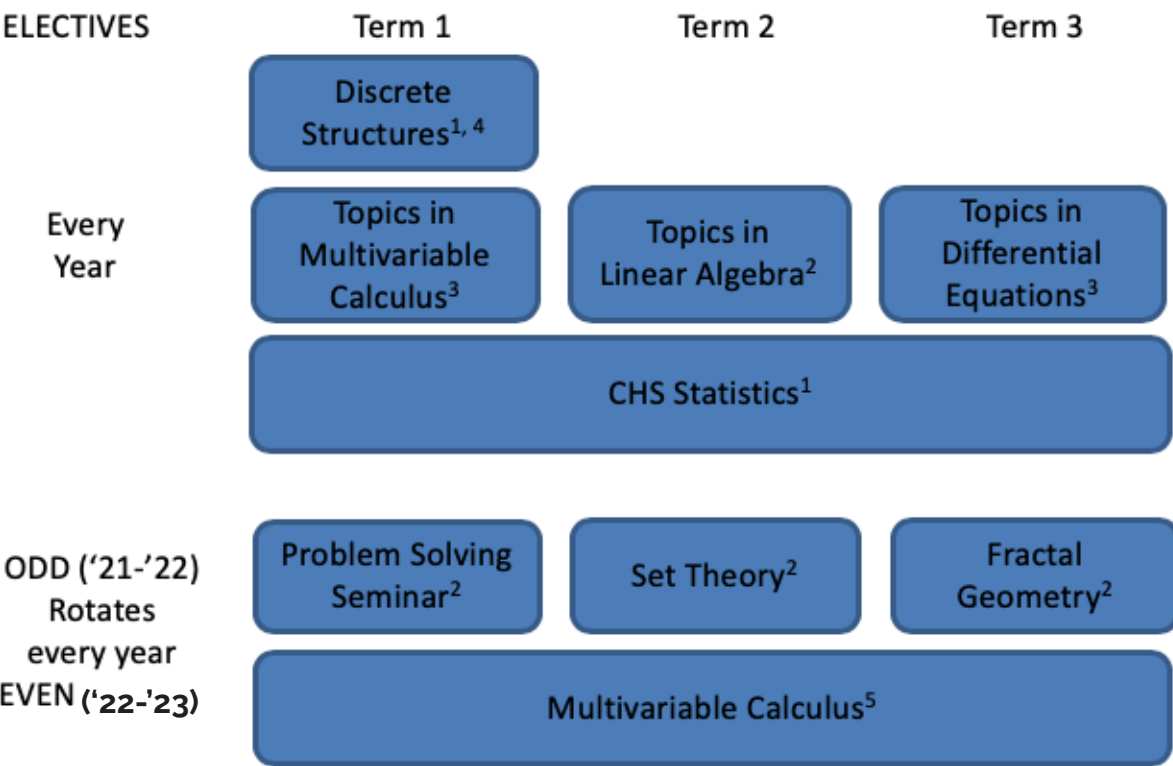 ELECTIVES Term 1 Term 2 Term 3
Discrete
Structures¹, ⁴
Every
Year
Topics in
Multivariable
Calculus³
Topics in
Linear Algebra²
Topics in
Differential
Equations³
CHS Statistics¹
ODD (‘21-’22)
Rotates
every year
EVEN (‘22-’23)
Problem Solving
Seminar²
Set Theory²
Fractal
Geometry²
Multivariable Calculus⁵